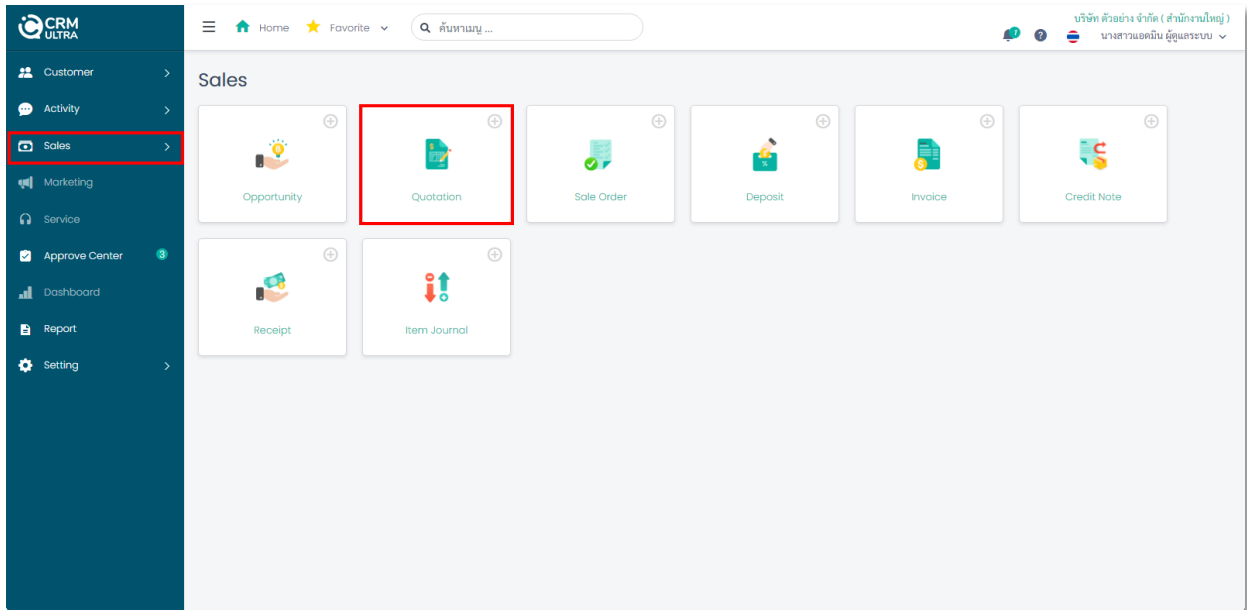 CRM
ULTRA
Home
Favorite
ค้นหาเมนู ...
บริษัท ตัวอย่าง จำกัด ( สำนักงานใหญ่ )
นางสาวแอดมิน ผู้ดูแลระบบ
Customer
Activity
Sales
Marketing
Service
Approve Center
3
Dashboard
Report
Setting
Sales
Opportunity
Quotation
Sale Order
Deposit
Invoice
Credit Note
Receipt
Item Journal